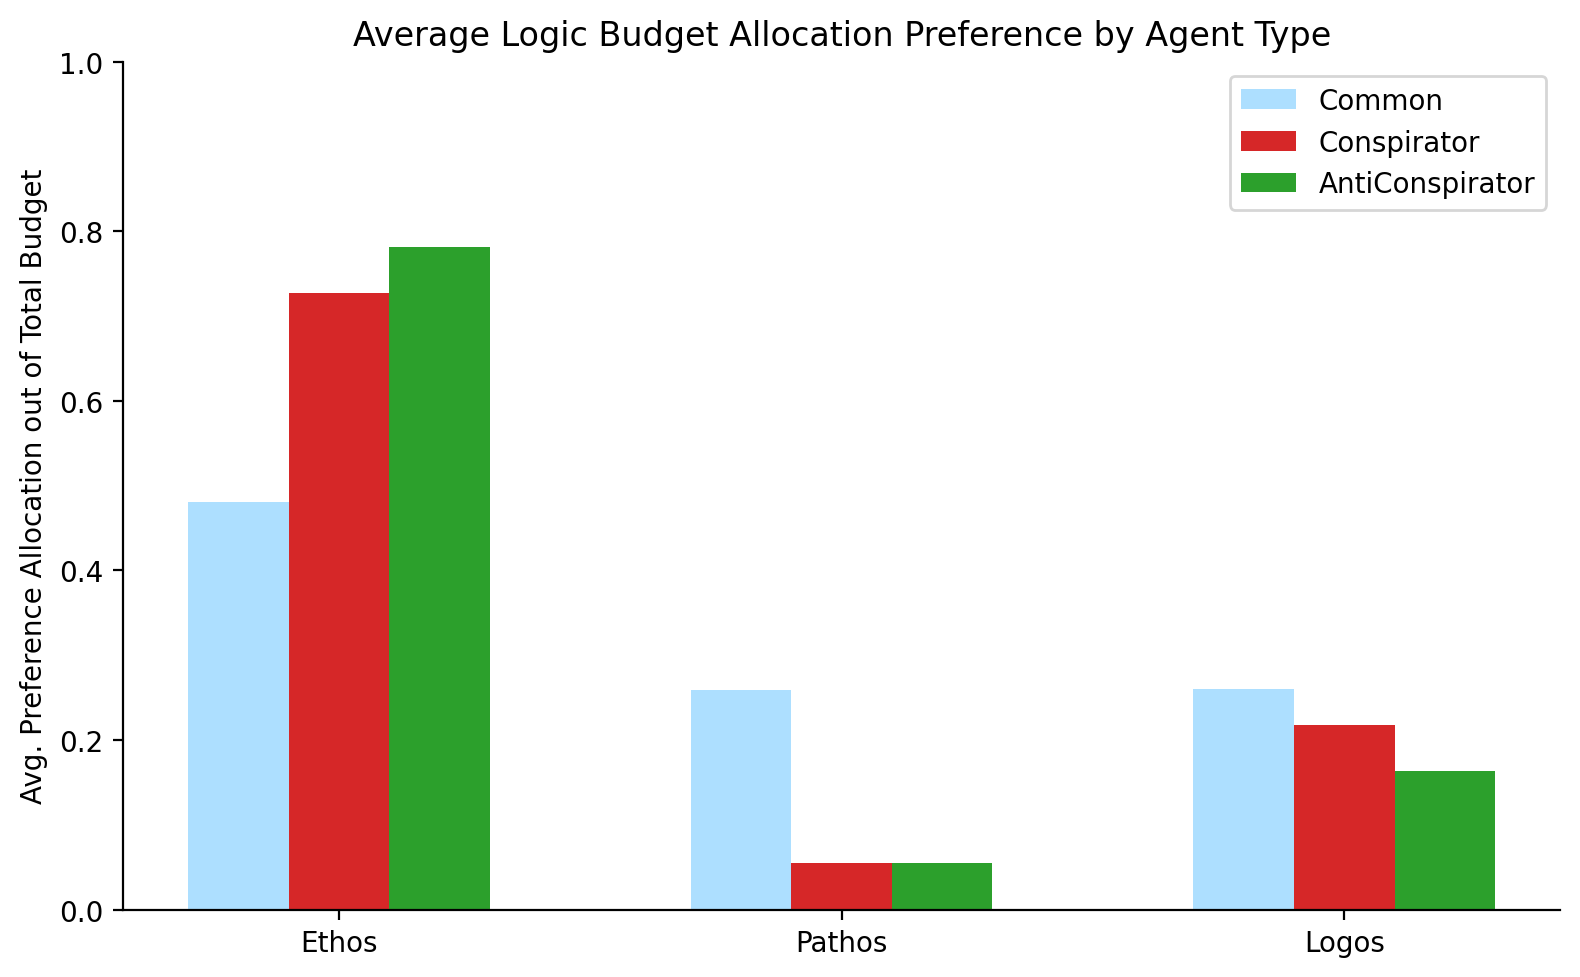 Average Logic Budget Allocation Preference by Agent Type
Avg. Preference Allocation out of Total Budget
1.0
0.8
0.6
0.4
0.2
0.0
Common
Conspirator
AntiConspirator
Ethos
Pathos
Logos